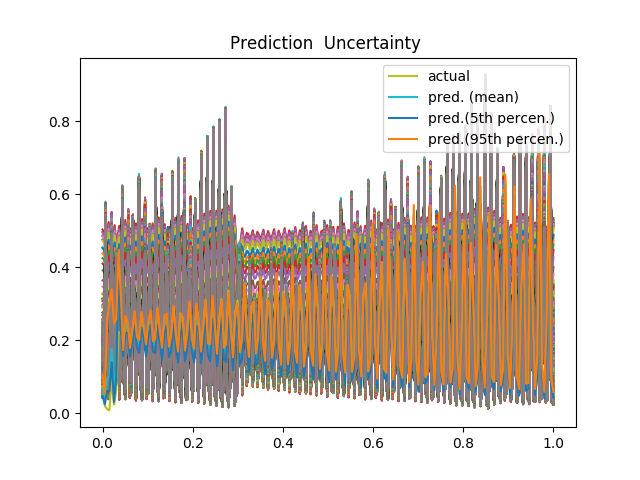 Prediction  Uncertainty
actual
pred. (mean)
pred.(5th percen.)
pred.(95th percen.)
0.8
0.6
0.4
0.2
0.0
0.0 0.2 0.4 0.6 0.8 1.0